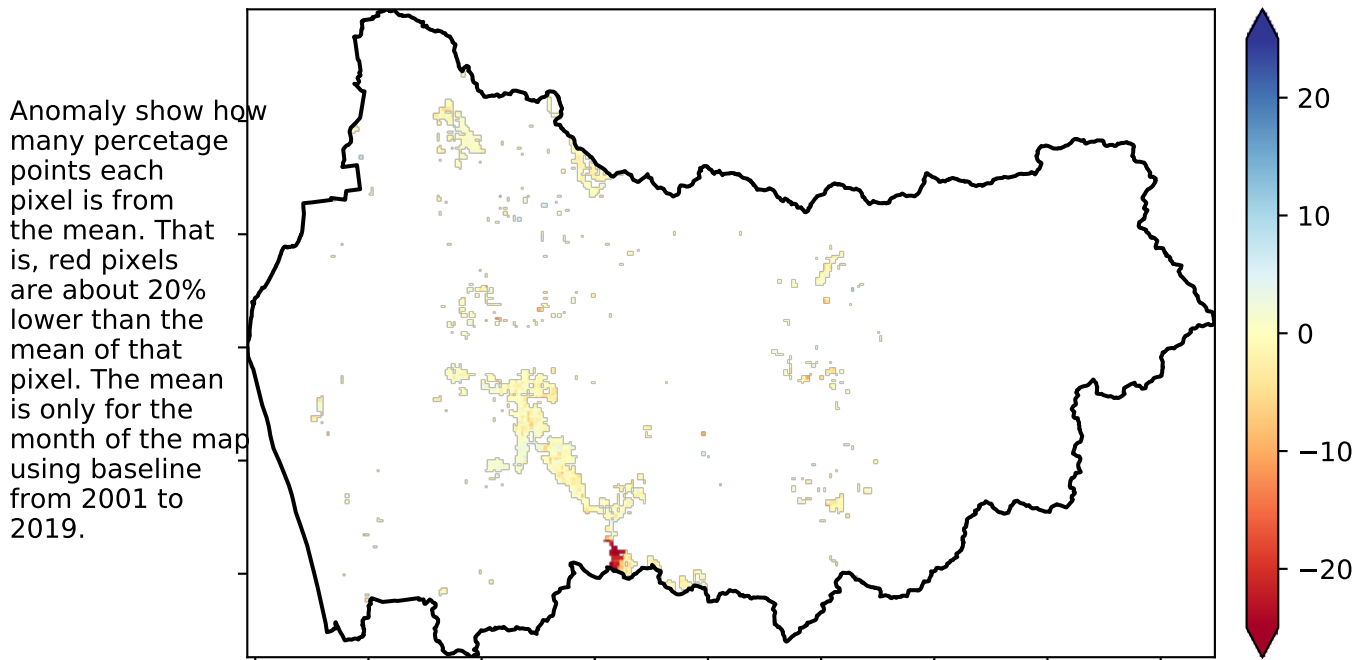 Anomaly show how
many percetage
points each
pixel is from
the mean. That
is, red pixels
are about 20%
lower than the
mean of that
pixel. The mean
is only for the
month of the map
using baseline
from 2001 to
2019.
20
10
0
−10
−20